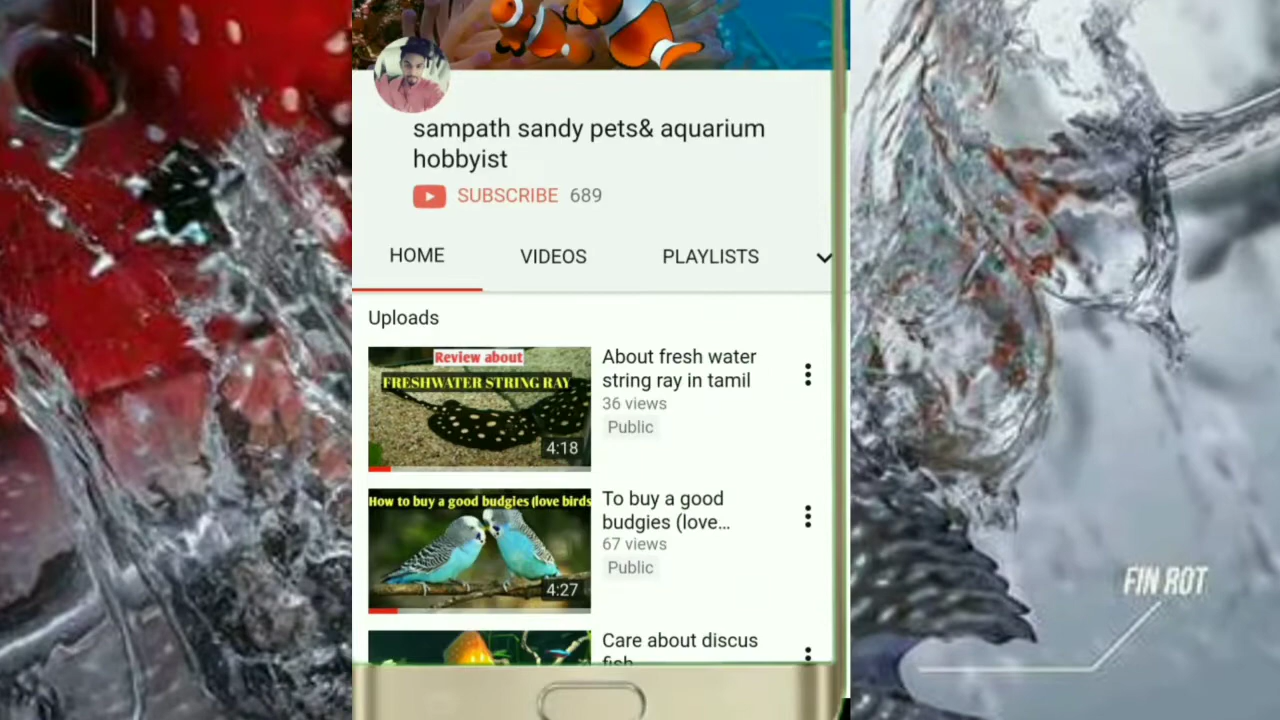 sampath sandy pets& aquarium
hobbyist
SUBSCRIBE 689
HOME
VIDEOS
PLAYLISTS
Uploads
Review about
FRESHWATER STRING RAY
4:18
About fresh water
string ray in tamil
36 views
Public
How to buy a good budgies (love birds
4:27
To buy a good
budgies (love...
67 views
Public
Care about discus
fish
FIN ROT